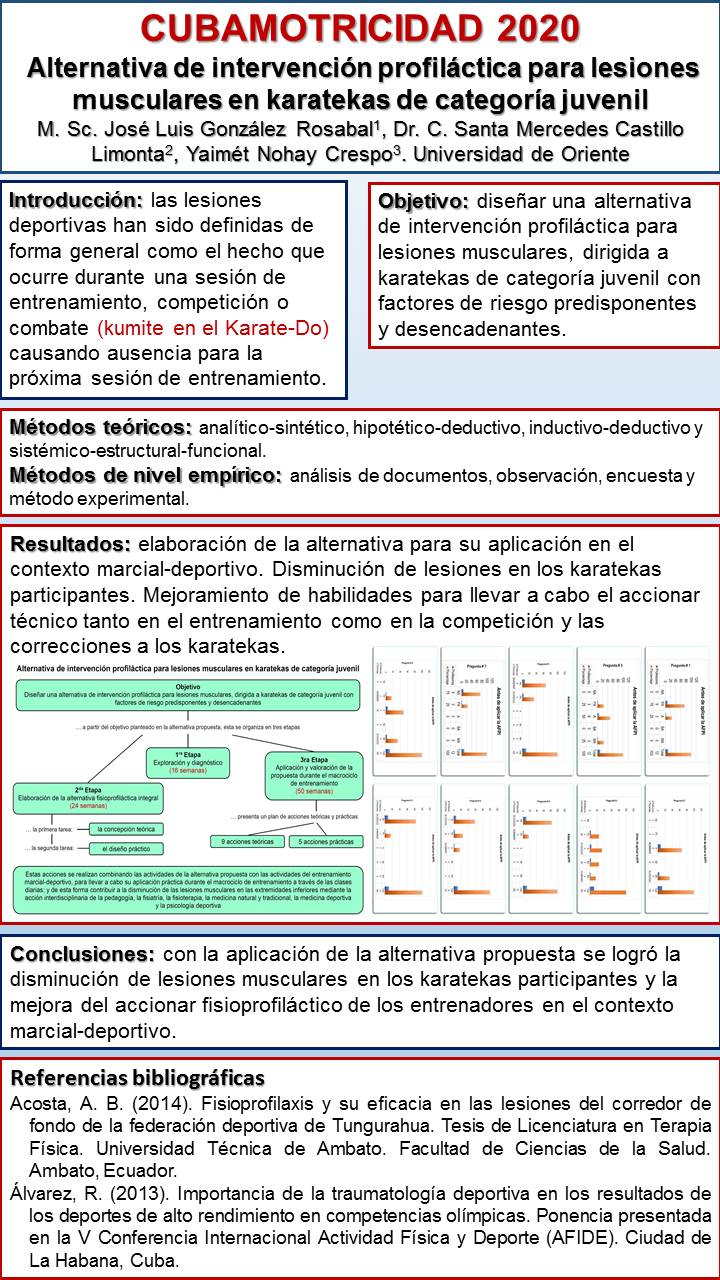 CUBAMOTRICIDAD 2020
Alternativa de intervención profiláctica para lesiones
musculares en karatekas de categoría juvenil
M. Sc. José Luis González Rosabal¹, Dr. C. Santa Mercedes Castillo
Limonta², Yaimét Nohay Crespo³. Universidad de Oriente
Introducción: las lesiones
deportivas han sido definidas de
forma general como el hecho que
ocurre durante una sesión de
entrenamiento, competición o
combate (kumite en el Karate-Do)
causando ausencia para la
próxima sesión de entrenamiento.
Objetivo: diseñar una alternativa
de intervención profiláctica para
lesiones musculares, dirigida a
karatekas de categoría juvenil con
factores de riesgo predisponentes
y desencadenantes.
Métodos teóricos: analítico-sintético, hipotético-deductivo, inductivo-deductivo y
sistémico-estructural-funcional.
Métodos de nivel empírico: análisis de documentos, observación, encuesta y
método experimental.
Resultados: elaboración de la alternativa para su aplicación en el
contexto marcial-deportivo. Disminución de lesiones en los karatekas
participantes. Mejoramiento de habilidades para llevar a cabo el accionar
técnico tanto en el entrenamiento como en la competición y las
correcciones a los karatekas.
Alternativa de intervención profiláctica para lesiones musculares en karatekas de categoría juvenil
Objetivo
Diseñar una alternativa de intervención profiláctica para lesiones musculares, dirigida a karatekas de categoría juvenil con
factores de riesgo predisponentes y desencadenantes
... a partir del objetivo planteado en la alternativa propuesta, esta se organiza en tres etapas
1ra Etapa
Exploración y diagnóstico
(16 semanas)
2da Etapa
Elaboración de la alternativa fisioprofiláctica integral
(24 semanas)
3ra Etapa
Aplicación y valoración de la
propuesta durante el macrociclo
de entrenamiento
(50 semanas)
... la primera tarea:
la concepción teórica
... la segunda tarea:
el diseño práctico
... presenta un plan de acciones teóricas y prácticas
9 acciones teóricas
5 acciones prácticas
Estas acciones se realizan combinando las actividades de la alternativa propuesta con las actividades del entrenamiento
marcial-deportivo, para llevar a cabo su aplicación práctica durante el macrociclo de entrenamiento a través de las clases
diarias; y de esta forma contribuir a la disminución de las lesiones musculares en las extremidades inferiores mediante la
acción interdisciplinaria de la pedagogía, la fisiatría, la fisioterapia, la medicina natural y tradicional, la medicina deportiva
y la psicología deportiva
Pregunta # 7
Pregunta # 3
Pregunta # 1
Antes de aplicar la AFPI
Antes de aplicar la AFPI
Antes de aplicar la AFPI
Conclusiones: con la aplicación de la alternativa propuesta se logró la
disminución de lesiones musculares en los karatekas participantes y la
mejora del accionar fisioprofiláctico de los entrenadores en el contexto
marcial-deportivo.
Referencias bibliográficas
Acosta, A. B. (2014). Fisioprofilaxis y su eficacia en las lesiones del corredor de
fondo de la federación deportiva de Tungurahua. Tesis de Licenciatura en Terapia
Física. Universidad Técnica de Ambato. Facultad de Ciencias de la Salud.
Ambato, Ecuador.
Álvarez, R. (2013). Importancia de la traumatología deportiva en los resultados de
los deportes de alto rendimiento en competencias olímpicas. Ponencia presentada
en la V Conferencia Internacional Actividad Física y Deporte (AFIDE). Ciudad de
La Habana, Cuba.